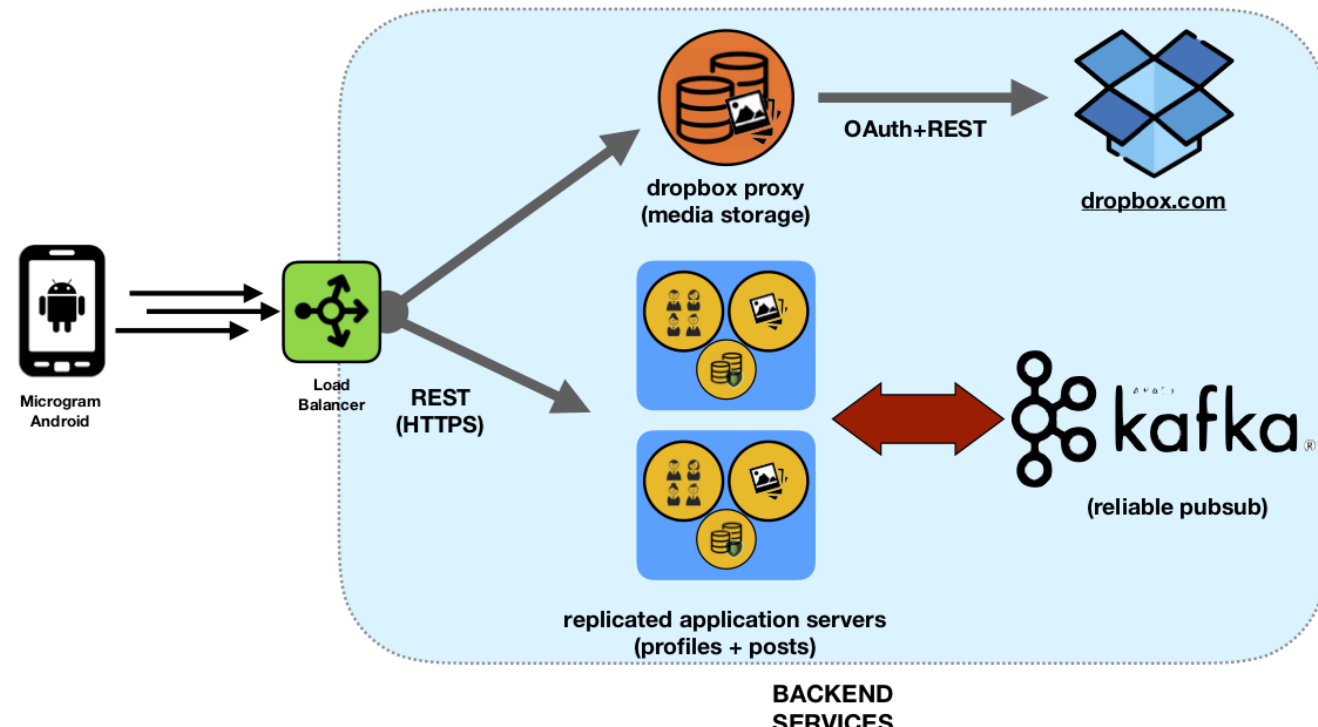 OAuth+REST
dropbox proxy
(media storage)
dropbox.com
Microgram
Android
Load
Balancer
REST
(HTTPS)
kafka®
(reliable pubsub)
replicated application servers
(profiles + posts)
BACKEND
SERVICES